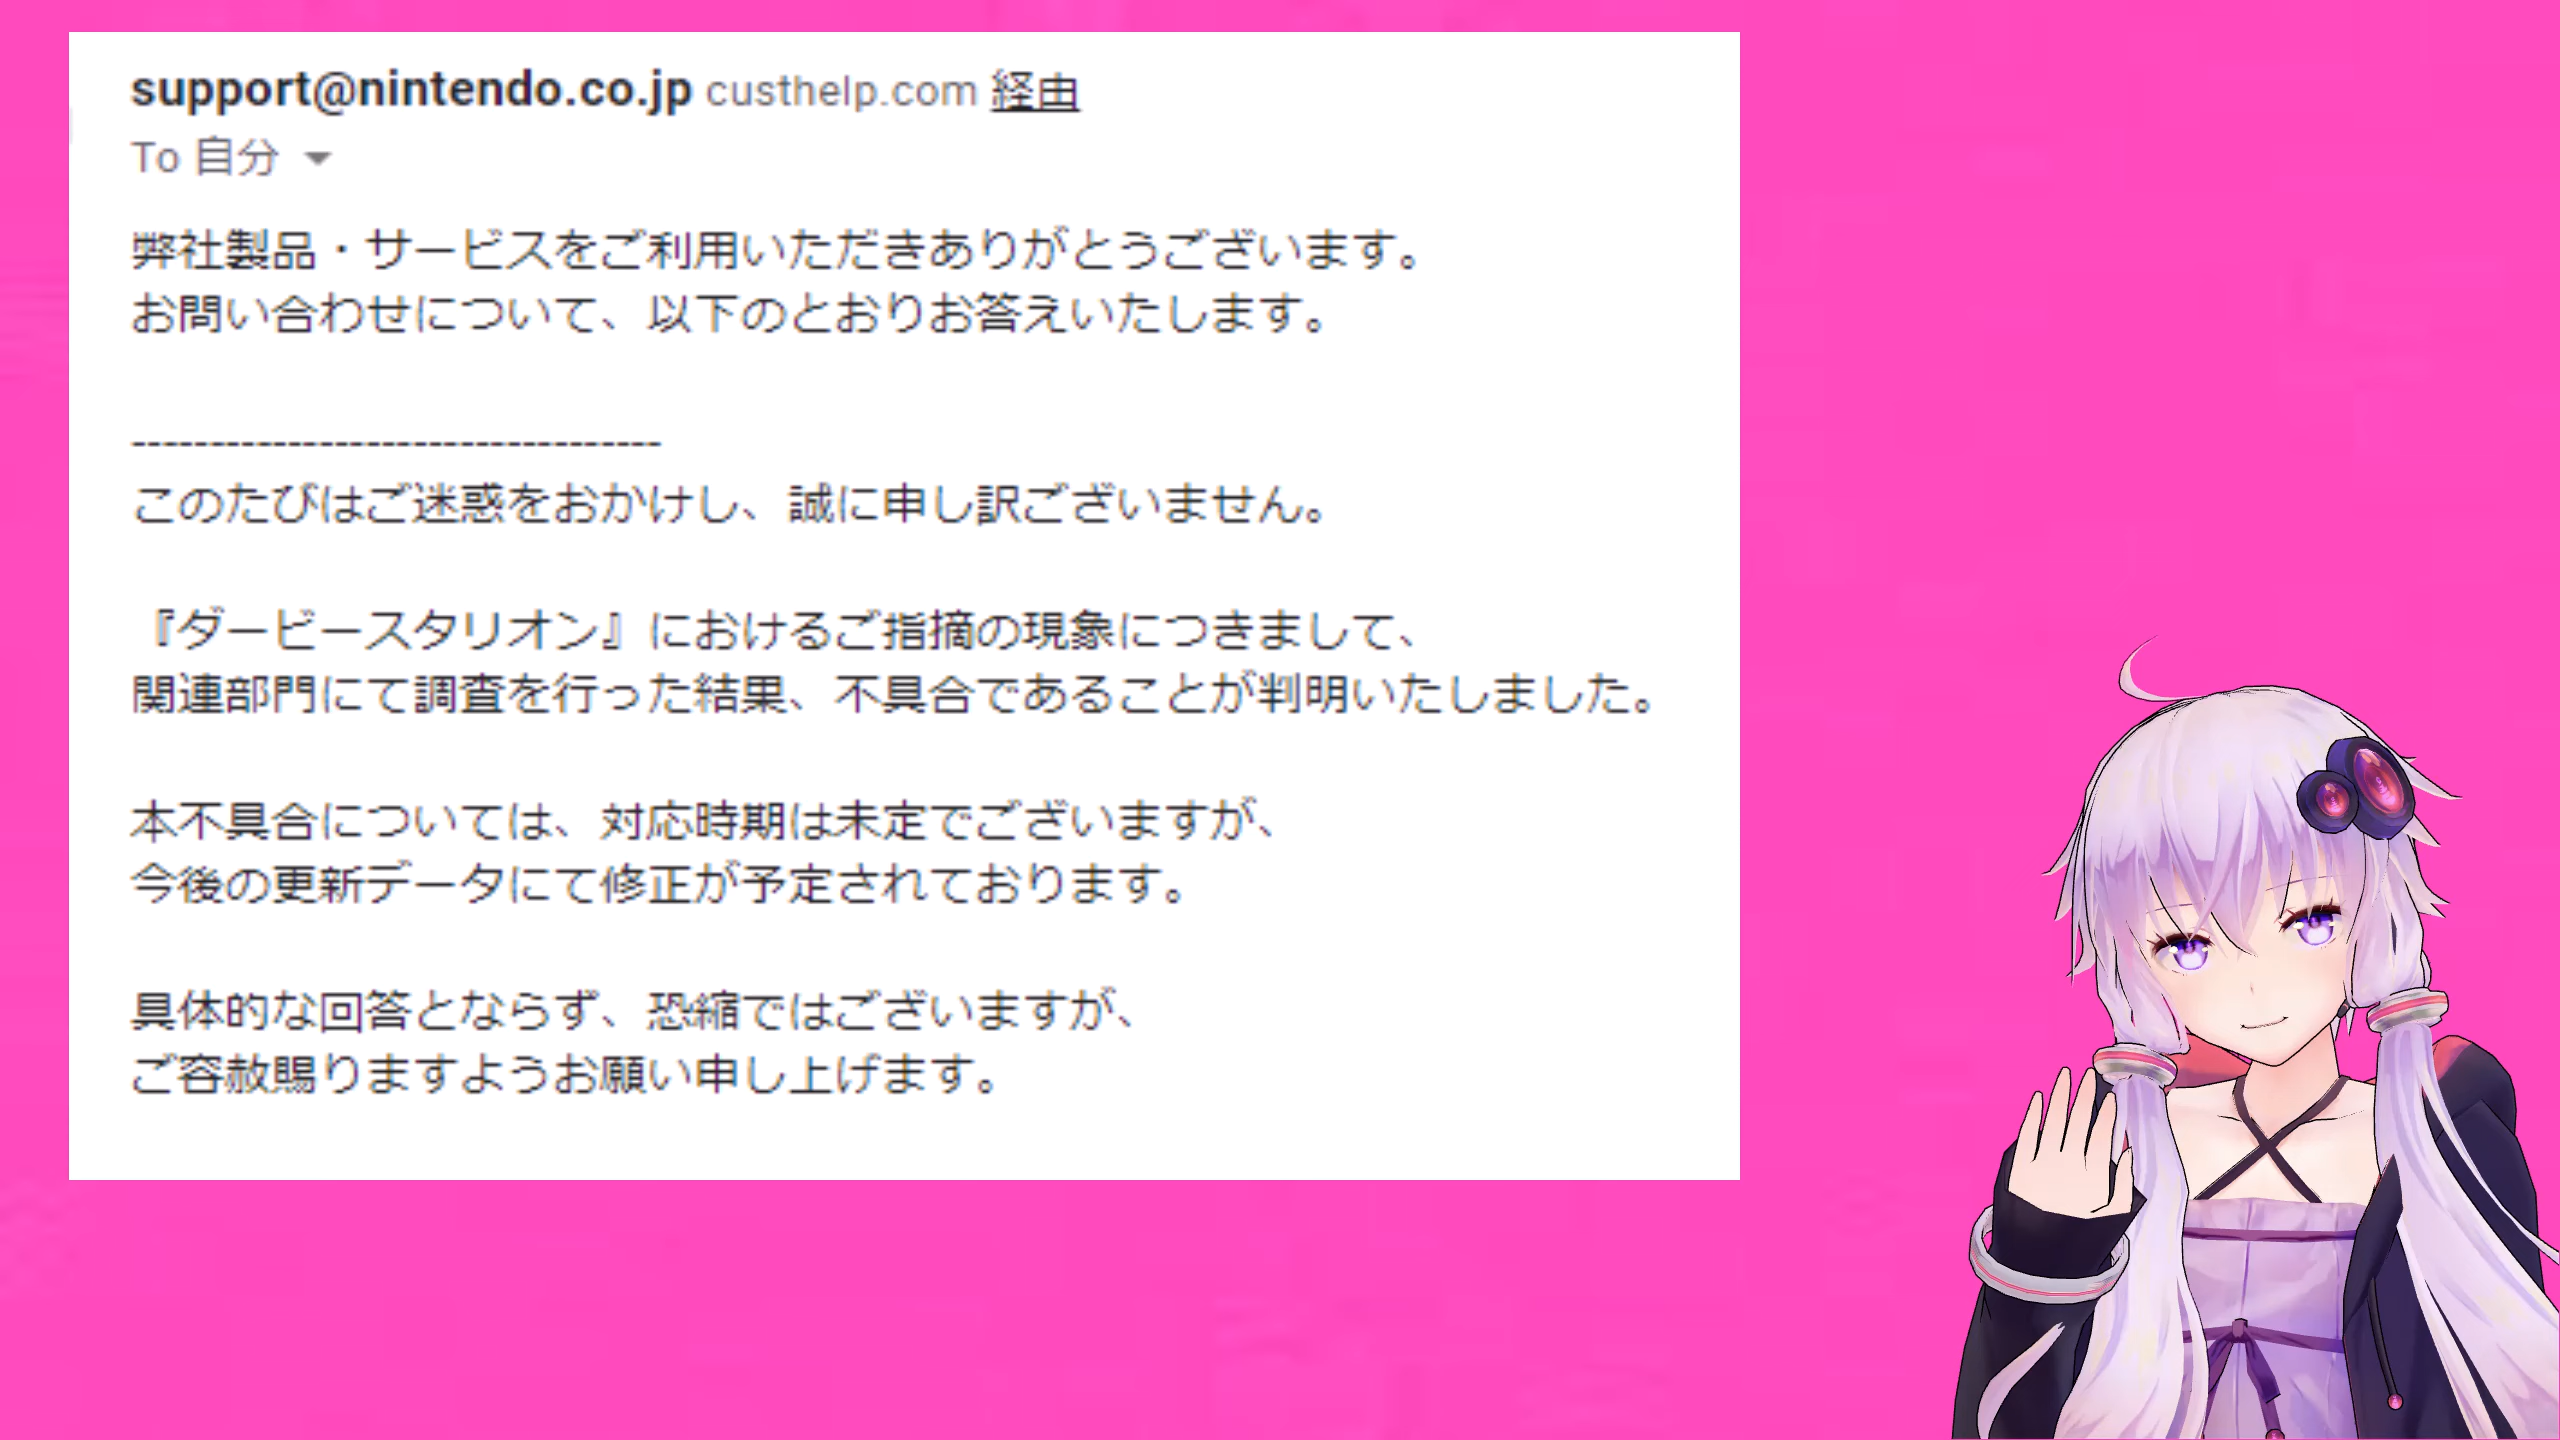 support@nintendo.co.jp custhelp.com 経由
To 自分
弊社製品・サービスをご利用いただきありがとうございます。
お問い合わせについて、以下のとおりお答えいたします。
----------------------------------
このたびはご迷惑をおかけし、誠に申し訳ございません。
『ダービースタリオン』におけるご指摘の現象につきまして、
関連部門にて調査を行った結果、不具合であることが判明いたしました。
本不具合については、対応時期は未定でございますが、
今後の更新データにて修正が予定されております。
具体的な回答とならず、恐縮ではございますが、
ご容赦賜りますようお願い申し上げます。